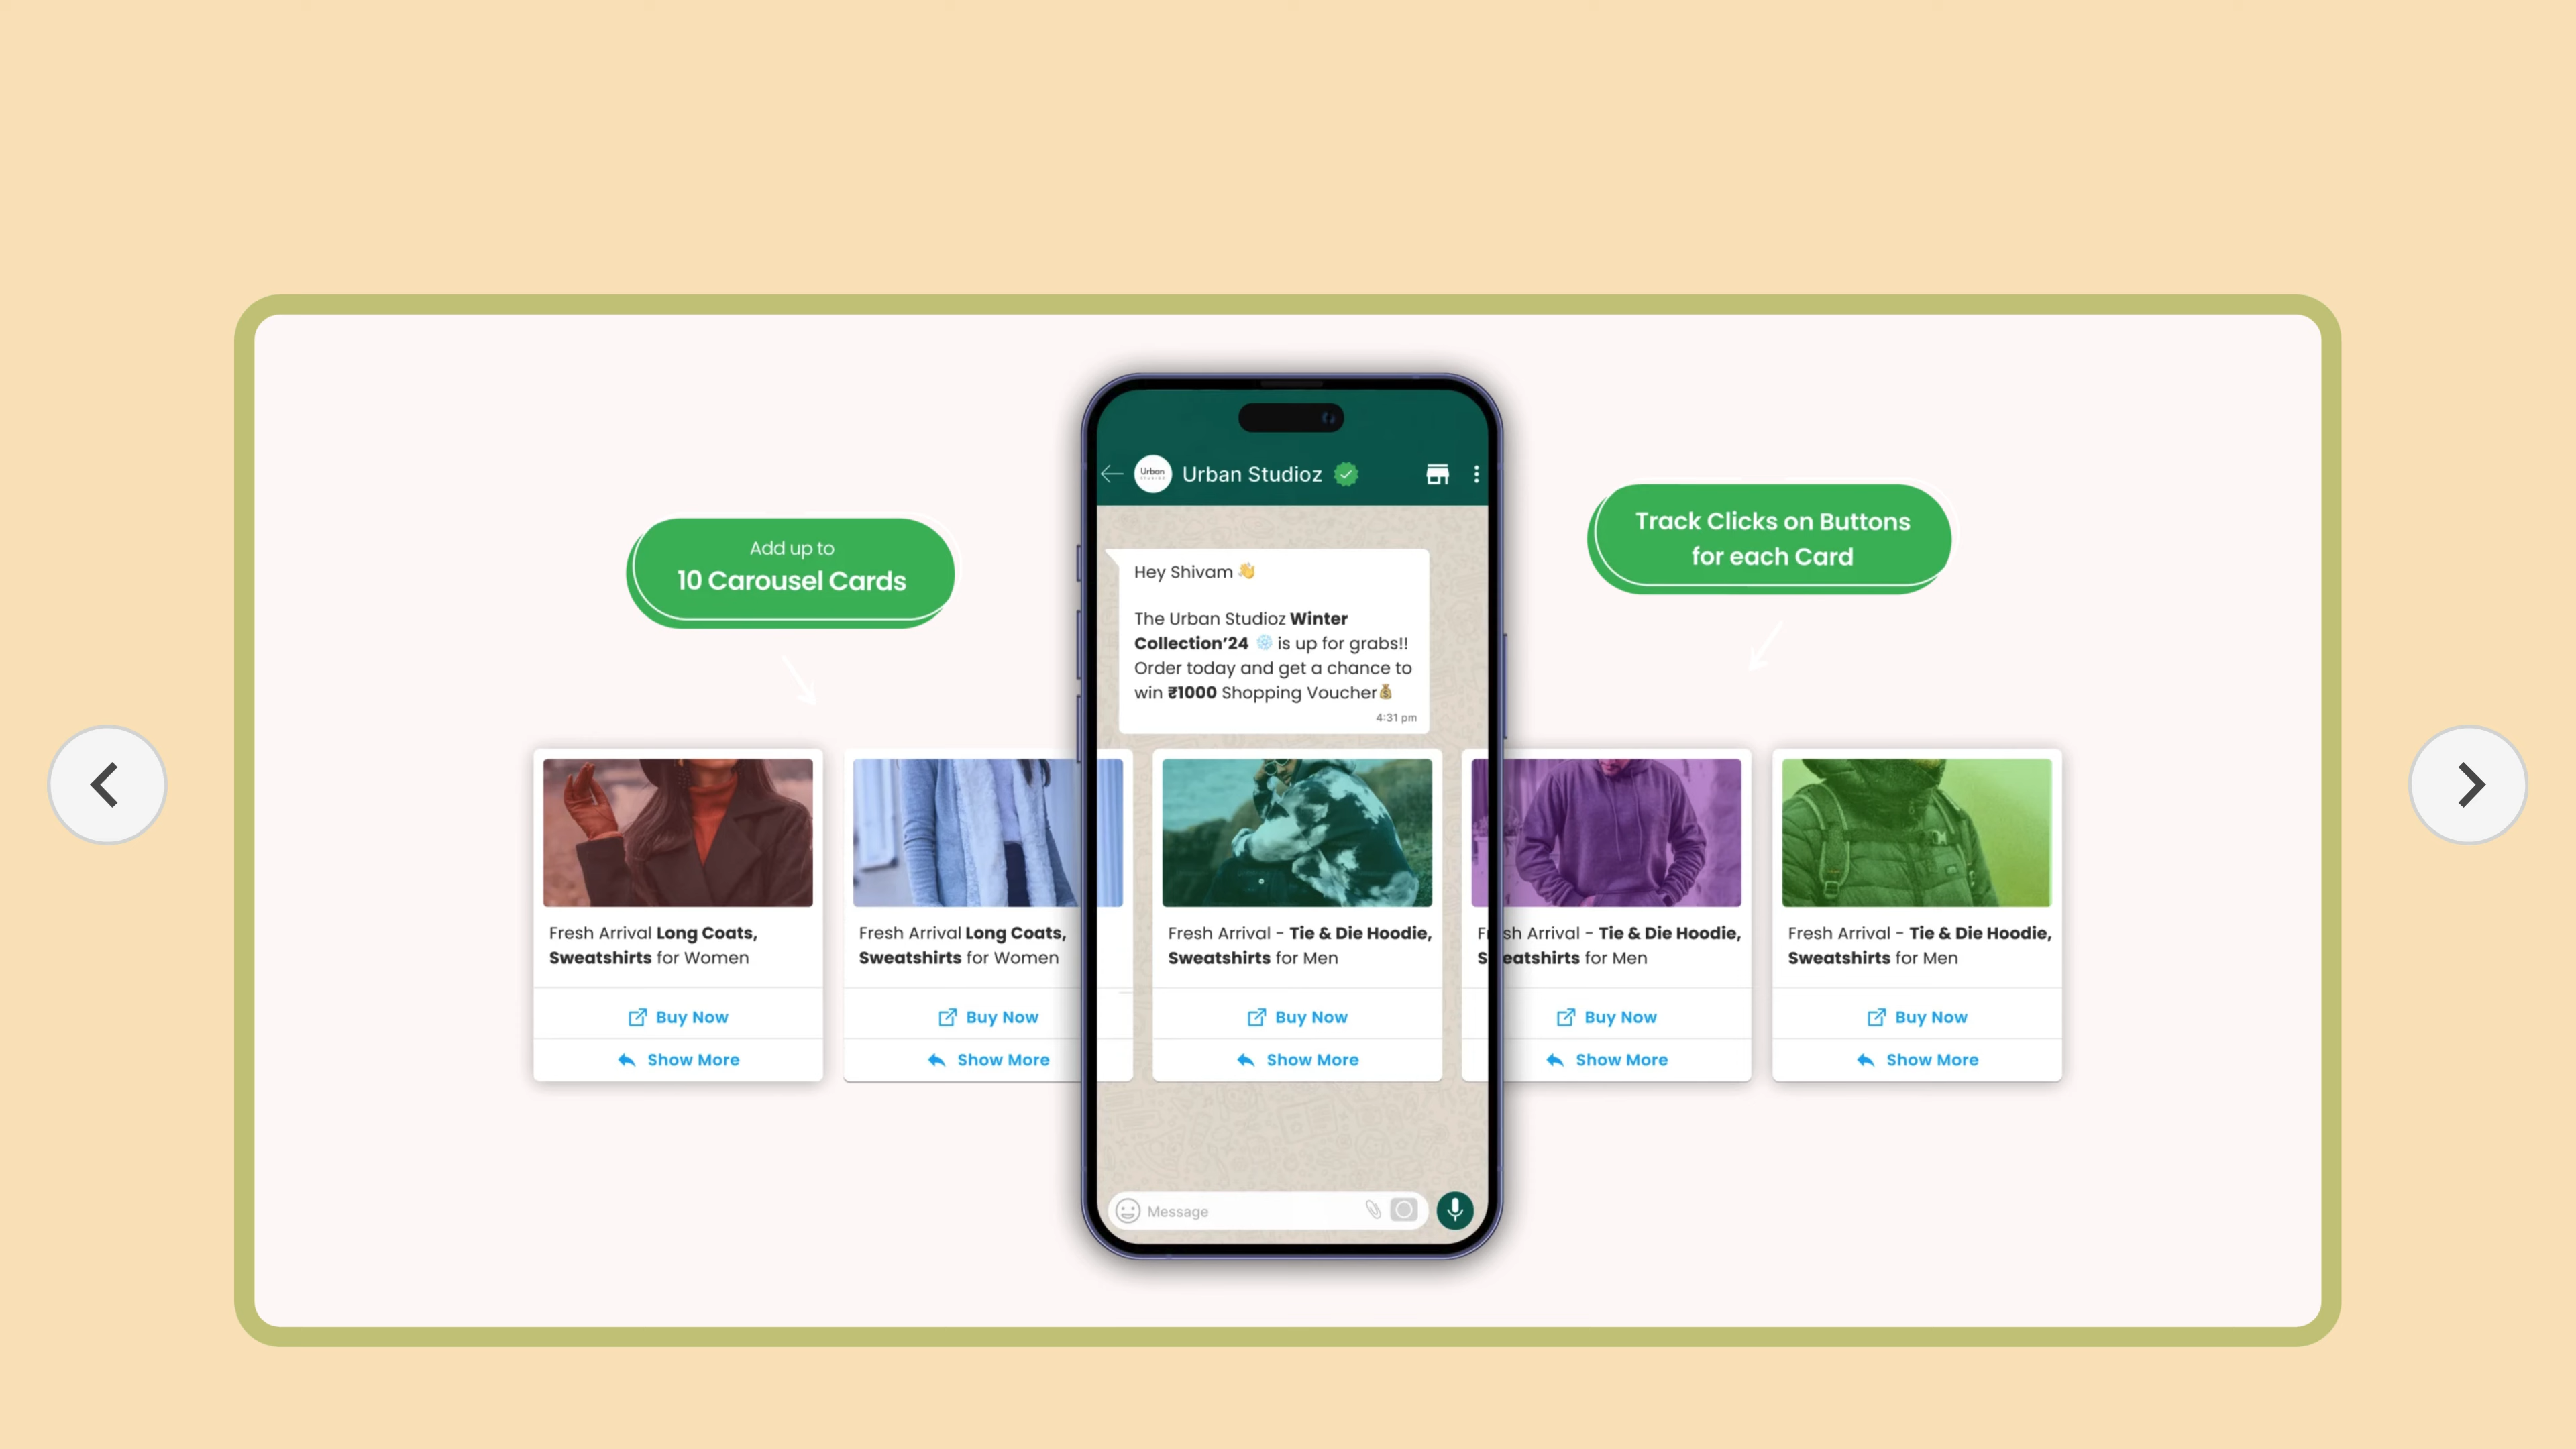 Urban Studioz
Urban
Add up to
10 Carousel Cards
Track Clicks on Buttons
for each Card
Hey Shivam 👋
The Urban Studioz Winter
Collection’24 ❄️ is up for grabs!!
Order today and get a chance to
win ₹1000 Shopping Voucher💰
4:31 pm
Fresh Arrival Long Coats,
Sweatshirts for Women
Buy Now
Show More
Fresh Arrival Long Coats,
Sweatshirts for Women
Buy Now
Show More
Fresh Arrival - Tie & Die Hoodie,
Sweatshirts for Men
Buy Now
Show More
Fresh Arrival - Tie & Die Hoodie,
Sweatshirts for Men
Buy Now
Show More
Fresh Arrival - Tie & Die Hoodie,
Sweatshirts for Men
Buy Now
Show More
Message